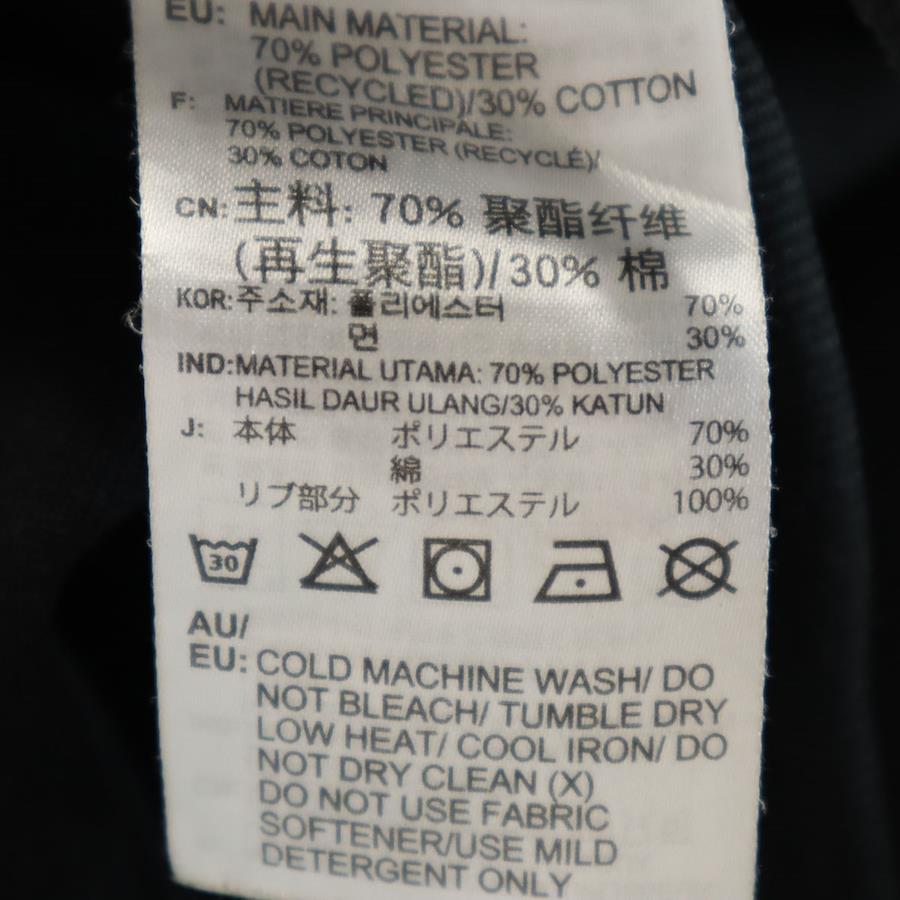 EU: MAIN MATERIAL:
70% POLYESTER
(RECYCLED)/30% COTTON
F: MATIERE PRINCIPALE:
70% POLYESTER (RECYCLÉ)/
30% COTON
CN: 主料: 70% 聚酯纤维
(再生聚酯)/30% 棉
KOR: 주소재: 폴리에스터 70%
면 30%
IND: MATERIAL UTAMA: 70% POLYESTER
HASIL DAUR ULANG/30% KATUN
J: 本体 ポリエステル 70%
綿 30%
リブ部分 ポリエステル 100%
30
AU/
EU: COLD MACHINE WASH/ DO
NOT BLEACH/ TUMBLE DRY
LOW HEAT/ COOL IRON/ DO
NOT DRY CLEAN (X)
DO NOT USE FABRIC
SOFTENER/USE MILD
DETERGENT ONLY